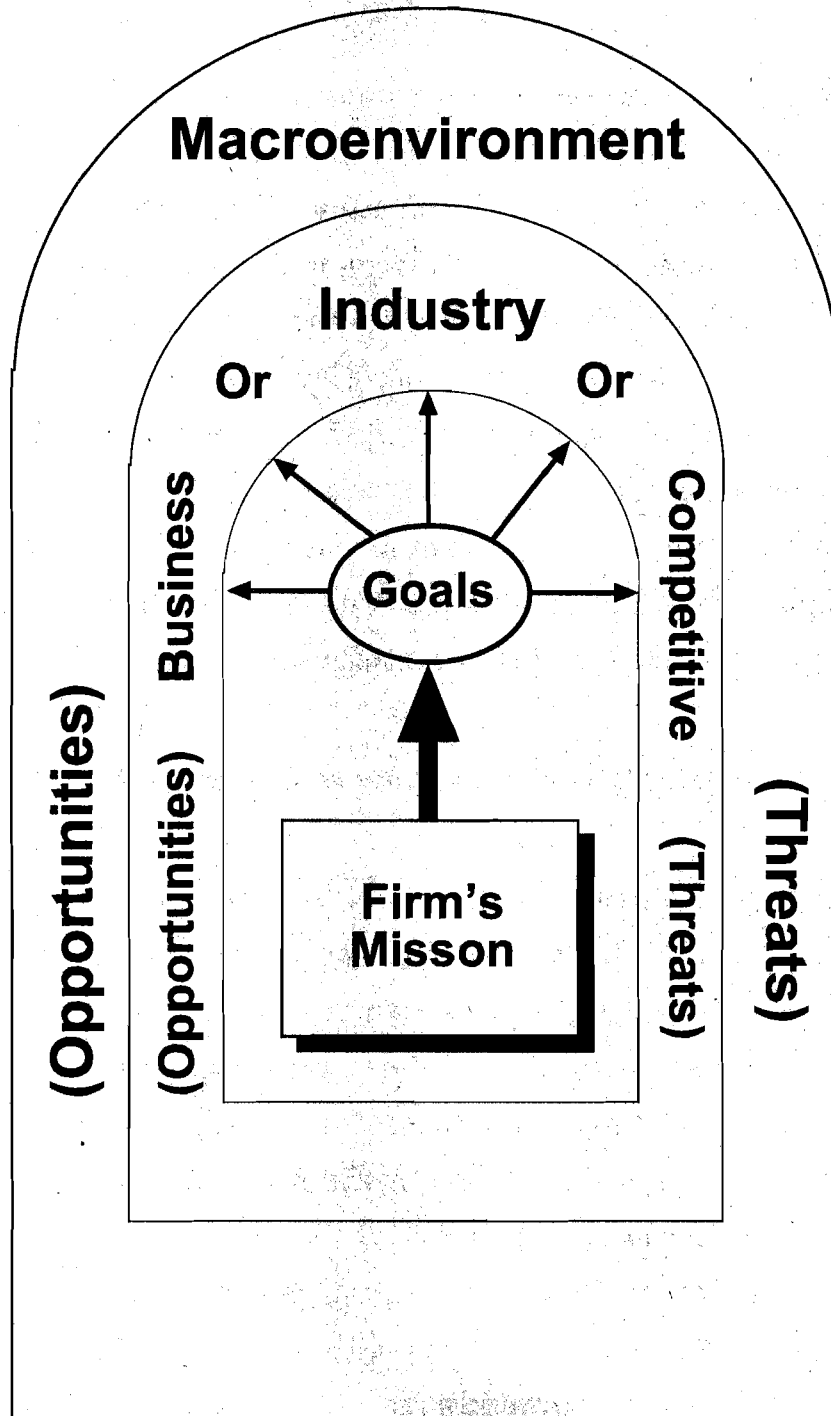 Macroenvironment
Industry
Or
Or
Business
Competitive
Goals
(Opportunities)
(Opportunities)
(Threats)
(Threats)
Firm's
Misson